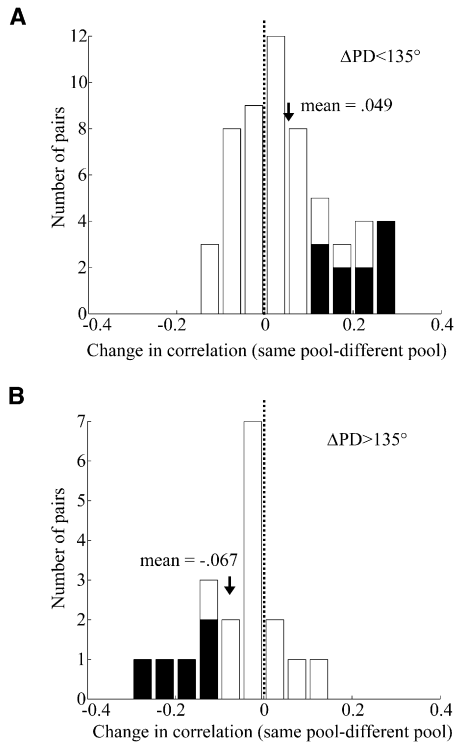 A
12
10
8
6
4
2
0
Number of pairs
ΔPD<135°
mean = .049
-0.4 -0.2 0 0.2 0.4
Change in correlation (same pool-different pool)
B
7
6
5
4
3
2
1
0
Number of pairs
ΔPD>135°
mean = -.067
-0.4 -0.2 0 0.2 0.4
Change in correlation (same pool-different pool)